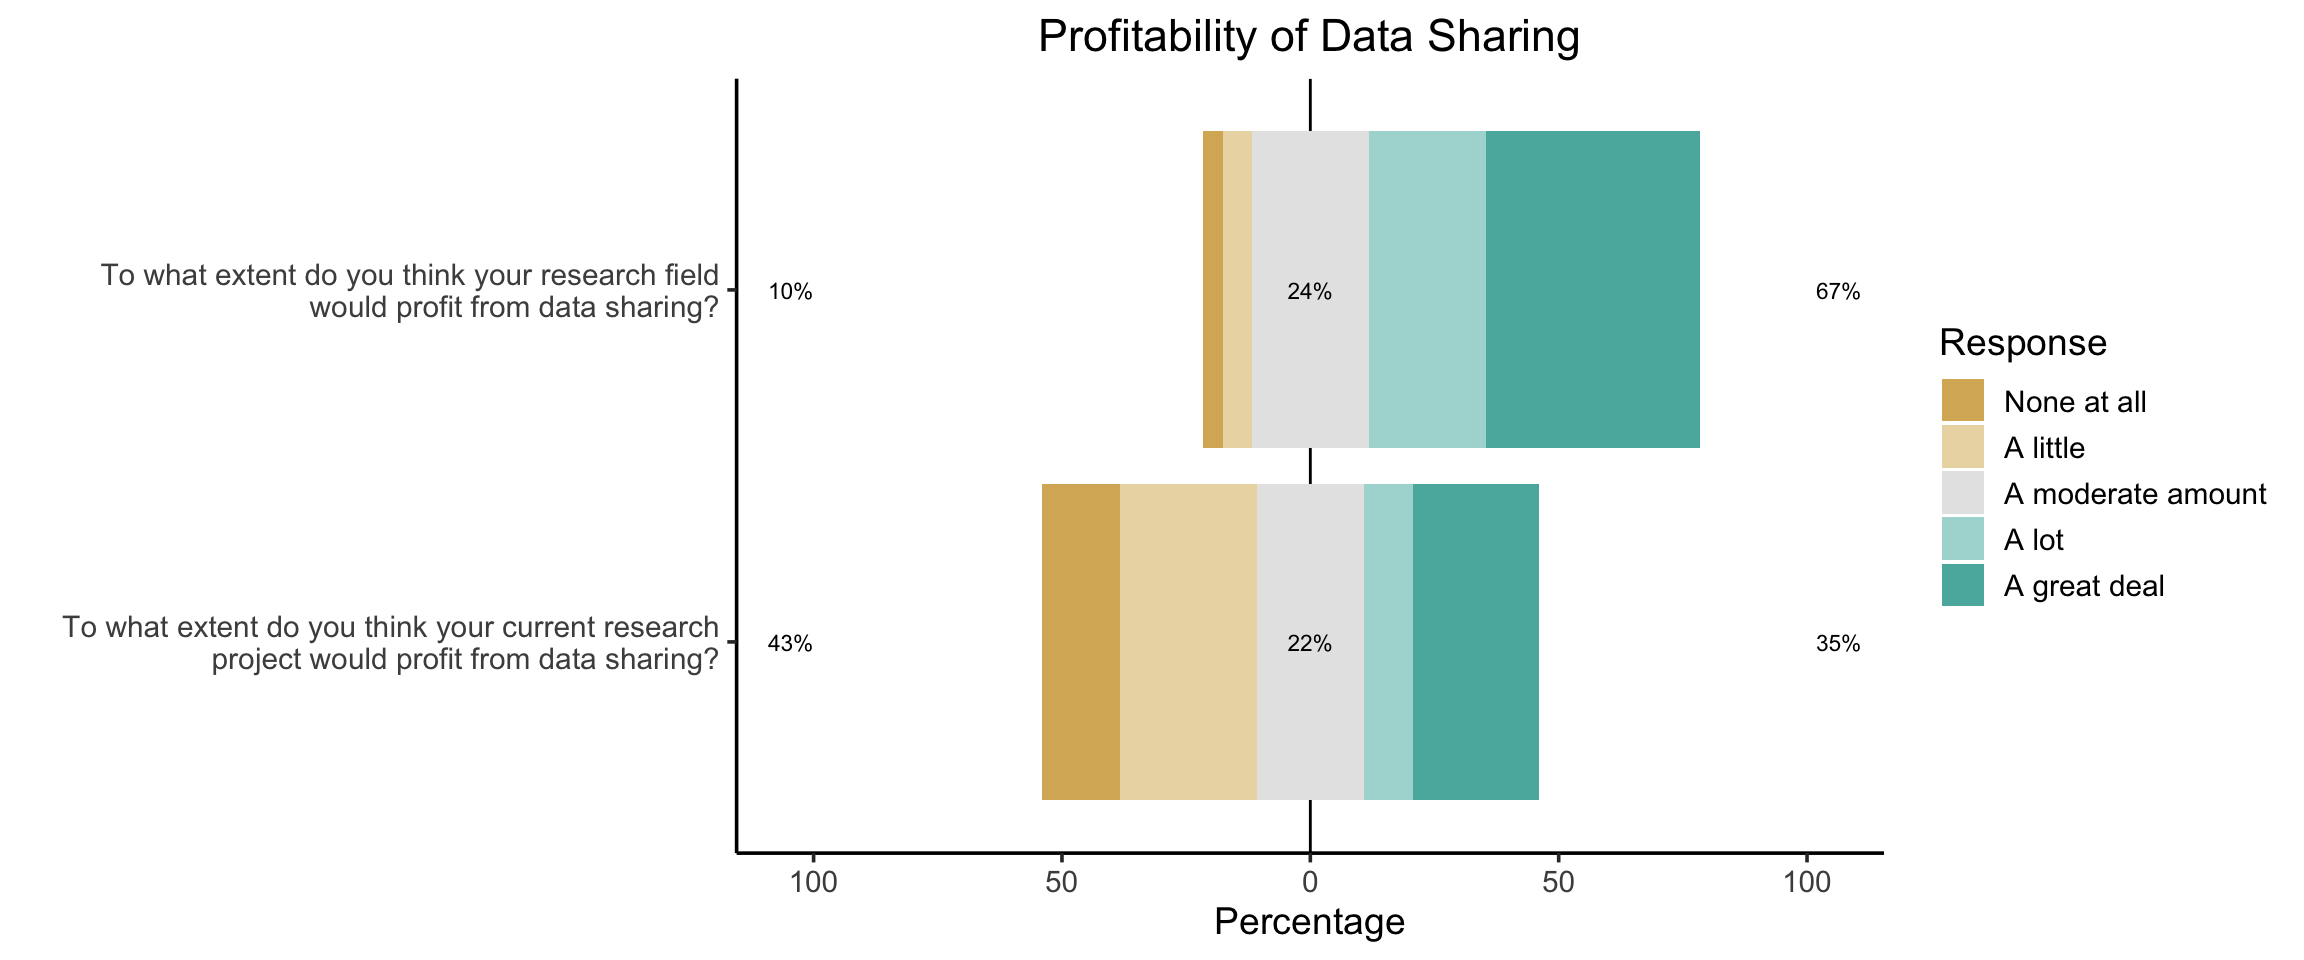 Profitability of Data Sharing
To what extent do you think your research field
would profit from data sharing?
10%
24%
67%
To what extent do you think your current research
project would profit from data sharing?
43%
22%
35%
100
50
0
50
100
Percentage
Response
None at all
A little
A moderate amount
A lot
A great deal